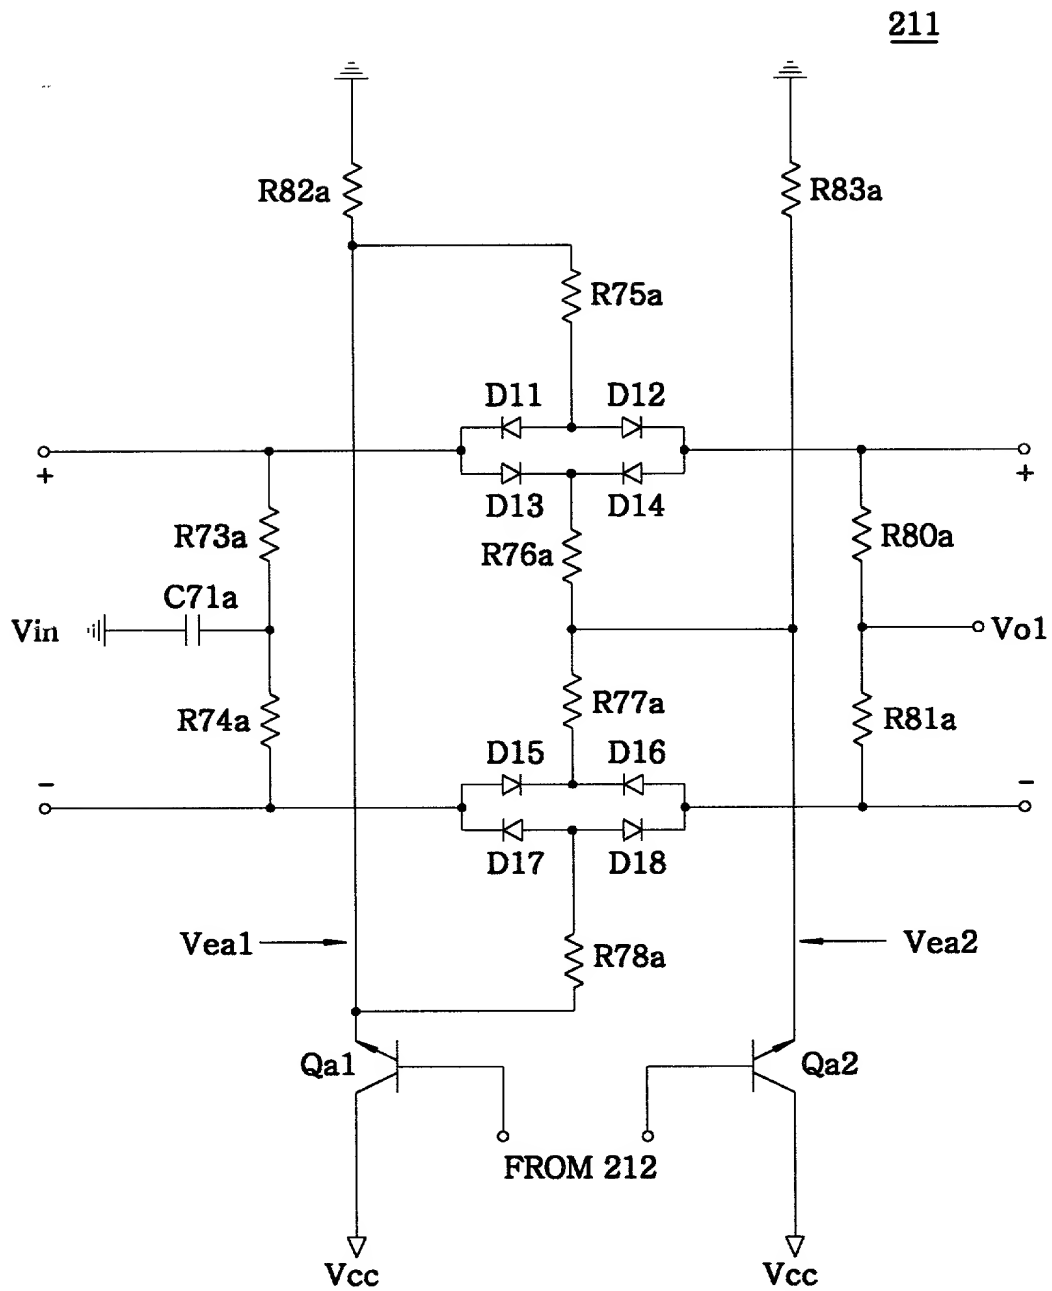 211
R82a
R83a
R75a
D11
D12
+
+
D13
D14
R73a
R76a
R80a
C71a
Vin
Vo1
R74a
R77a
R81a
D15
D16
-
-
D17
D18
Vea1
R78a
Vea2
Qa1
Qa2
FROM 212
Vcc
Vcc